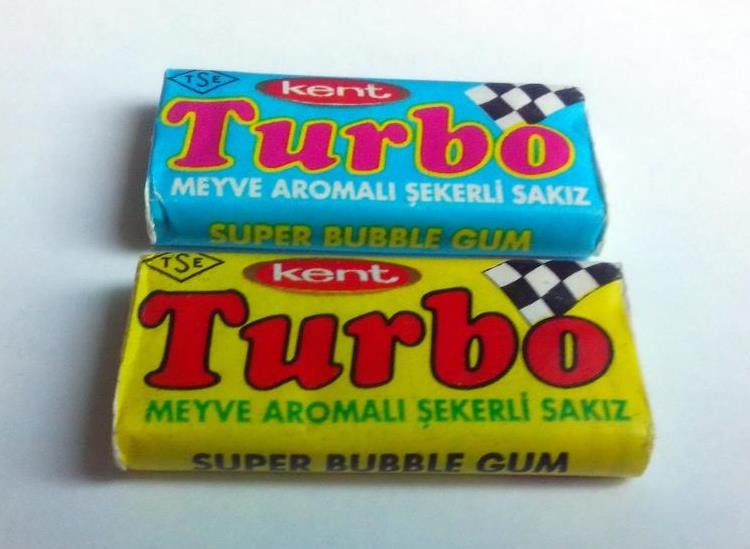 TSE
kent
Turbo
MEYVE AROMALI ŞEKERLİ SAKIZ
SUPER BUBBLE GUM
TSE
kent
Turbo
MEYVE AROMALI ŞEKERLİ SAKIZ
SUPER BUBBLE GUM